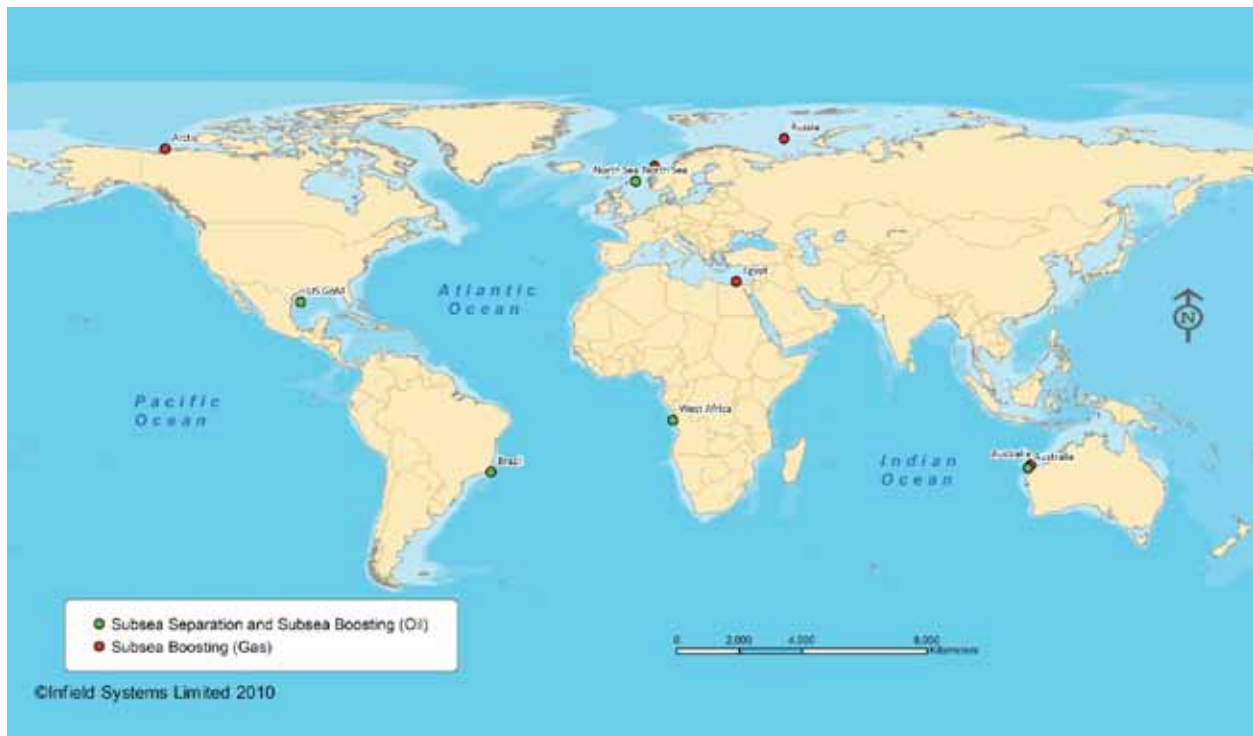 Arctic
Russia
North Sea North Sea
Egypt
US GoM
Atlantic
Ocean
Pacific
Ocean
West Africa
Brazil
Indian
Ocean
Australia Australia
N
Subsea Separation and Subsea Boosting (Oil)
Subsea Boosting (Gas)
0 2,000 4,000 8,000
Kilometers
©Infield Systems Limited 2010